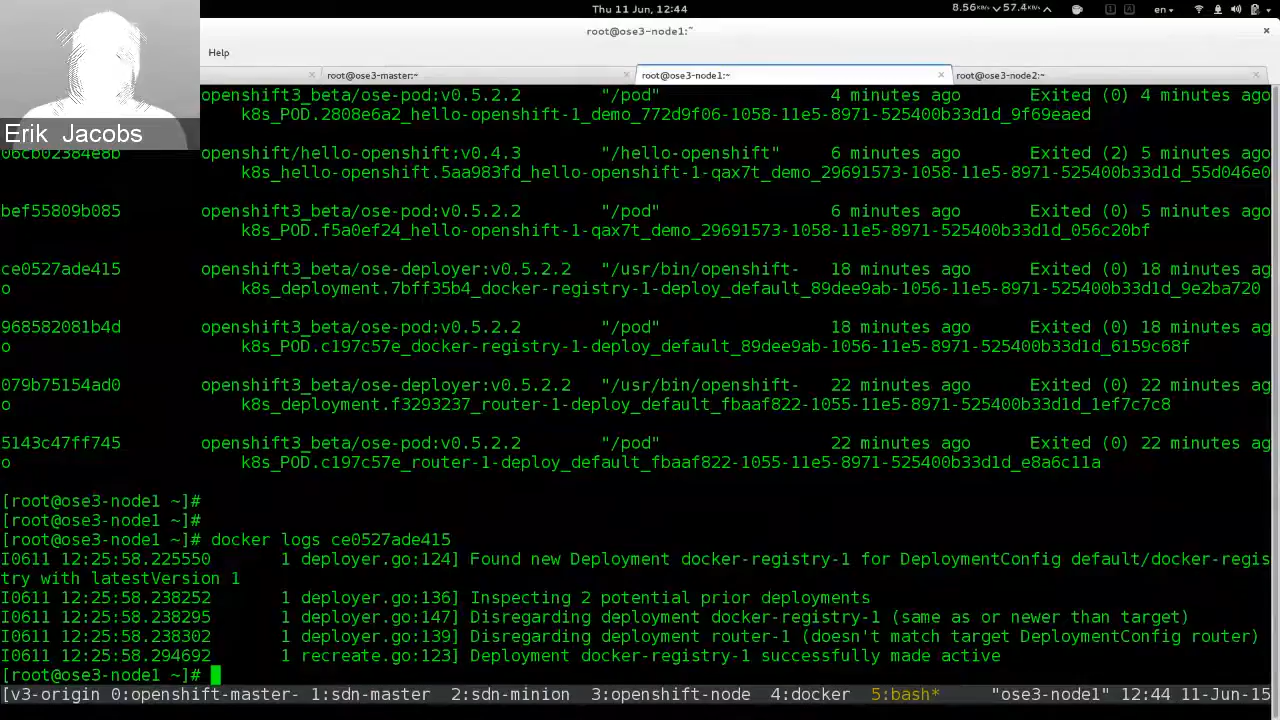 Thu 11 Jun, 12:44
8.56KB/s 57.4KB/s
en
root@ose3-node1:~
Help
root@ose3-master:~
root@ose3-node1:~
root@ose3-node2:~
Erik Jacobs
openshift3_beta/ose-pod:v0.5.2.2 "/pod" 4 minutes ago Exited (0) 4 minutes ago
k8s_POD.2808e6a2_hello-openshift-1_demo_772d9f06-1058-11e5-8971-525400b33d1d_9f69eaed
06cb02384e8b openshift/hello-openshift:v0.4.3 "/hello-openshift" 6 minutes ago Exited (2) 5 minutes ago
k8s_hello-openshift.5aa983fd_hello-openshift-1-qax7t_demo_29691573-1058-11e5-8971-525400b33d1d_55d046e0
bef55809b085 openshift3_beta/ose-pod:v0.5.2.2 "/pod" 6 minutes ago Exited (0) 5 minutes ago
k8s_POD.f5a0ef24_hello-openshift-1-qax7t_demo_29691573-1058-11e5-8971-525400b33d1d_056c20bf
ce0527ade415 openshift3_beta/ose-deployer:v0.5.2.2 "/usr/bin/openshift- 18 minutes ago Exited (0) 18 minutes ag
o k8s_deployment.7bff35b4_docker-registry-1-deploy_default_89dee9ab-1056-11e5-8971-525400b33d1d_9e2ba720
968582081b4d openshift3_beta/ose-pod:v0.5.2.2 "/pod" 18 minutes ago Exited (0) 18 minutes ag
o k8s_POD.c197c57e_docker-registry-1-deploy_default_89dee9ab-1056-11e5-8971-525400b33d1d_6159c68f
079b75154ad0 openshift3_beta/ose-deployer:v0.5.2.2 "/usr/bin/openshift- 22 minutes ago Exited (0) 22 minutes ag
o k8s_deployment.f3293237_router-1-deploy_default_fbaaf822-1055-11e5-8971-525400b33d1d_1ef7c7c8
5143c47ff745 openshift3_beta/ose-pod:v0.5.2.2 "/pod" 22 minutes ago Exited (0) 22 minutes ag
o k8s_POD.c197c57e_router-1-deploy_default_fbaaf822-1055-11e5-8971-525400b33d1d_e8a6c11a
[root@ose3-node1 ~]#
[root@ose3-node1 ~]#
[root@ose3-node1 ~]# docker logs ce0527ade415
I0611 12:25:58.225550 1 deployer.go:124] Found new Deployment docker-registry-1 for DeploymentConfig default/docker-regis
try with latestVersion 1
I0611 12:25:58.238252 1 deployer.go:136] Inspecting 2 potential prior deployments
I0611 12:25:58.238295 1 deployer.go:147] Disregarding deployment docker-registry-1 (same as or newer than target)
I0611 12:25:58.238302 1 deployer.go:139] Disregarding deployment router-1 (doesn't match target DeploymentConfig router)
I0611 12:25:58.294692 1 recreate.go:123] Deployment docker-registry-1 successfully made active
[root@ose3-node1 ~]#
[v3-origin 0:openshift-master- 1:sdn-master 2:sdn-minion 3:openshift-node 4:docker 5:bash* "ose3-node1" 12:44 11-Jun-15